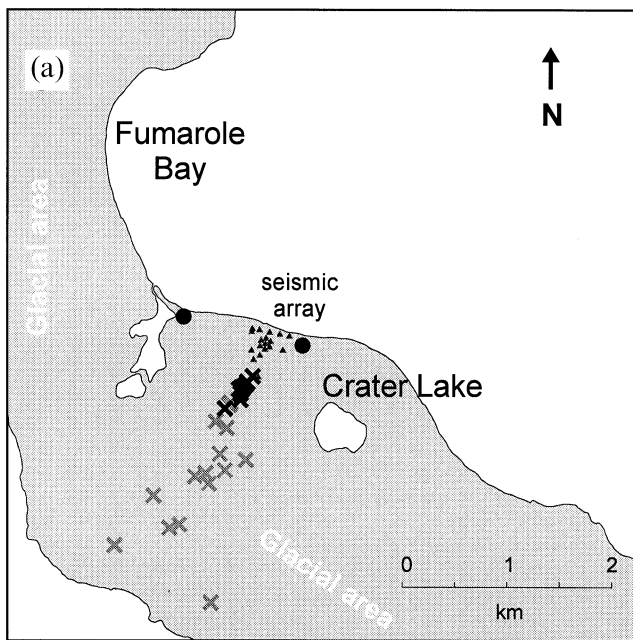 (a)
N
Fumarole
Bay
Glacial area
seismic
array
Crater Lake
Glacial area
0 1 2
km